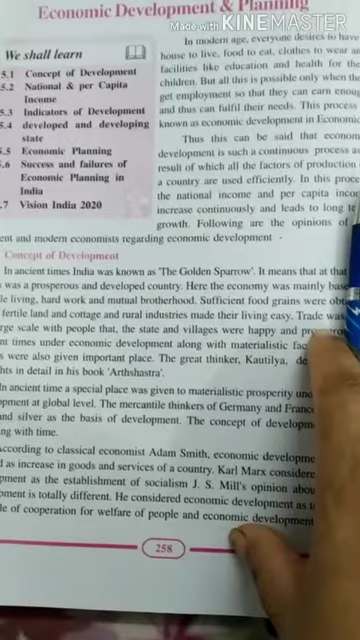 Economic Development & Planning
Made with KINEMASTER
We shall learn
5.1 Concept of Development
5.2 National & per Capita
Income
5.3 Indicators of Development
5.4 developed and developing
state
5.5 Economic Planning
5.6 Success and failures of
Economic Planning in
India
.7 Vision India 2020
In modern age, everyone desires to have
house to live, food to eat, clothes to wear an
facilities like education and health for the
children. But all this is possible only when the
get employment so that they can earn enoug
and thus can fulfil their needs. This process
known as economic development in Economic
Thus this can be said that econom
development is such a continuous process as
result of which all the factors of production
a country are used efficiently. In this proce
the national income and per capita incor
increase continuously and leads to long te
growth. Following are the opinions of
ent and modern economists regarding economic development -
Concept of Development
In ancient times India was known as 'The Golden Sparrow'. It means that at that
was a prosperous and developed country. Here the economy was mainly base
le living, hard work and mutual brotherhood. Sufficient food grains were obt
fertile land and cottage and rural industries made their living easy. Trade was
rge scale with people that, the state and villages were happy and
nt times under economic development along with materialistic fac
s were also given important place. The great thinker, Kautilya, de
hts in detail in his book 'Arthshastra'.
In ancient time a special place was given to materialistic prosperity und
opment at global level. The mercantile thinkers of Germany and France
and silver as the basis of development. The concept of developm
ng with time.
According to classical economist Adam Smith, economic developme
d as increase in goods and services of a country. Karl Marx considere
pment as the establishment of socialism J. S. Mill's opinion abou
pment is totally different. He considered economic development as t
le of cooperation for welfare of people and economic development
258